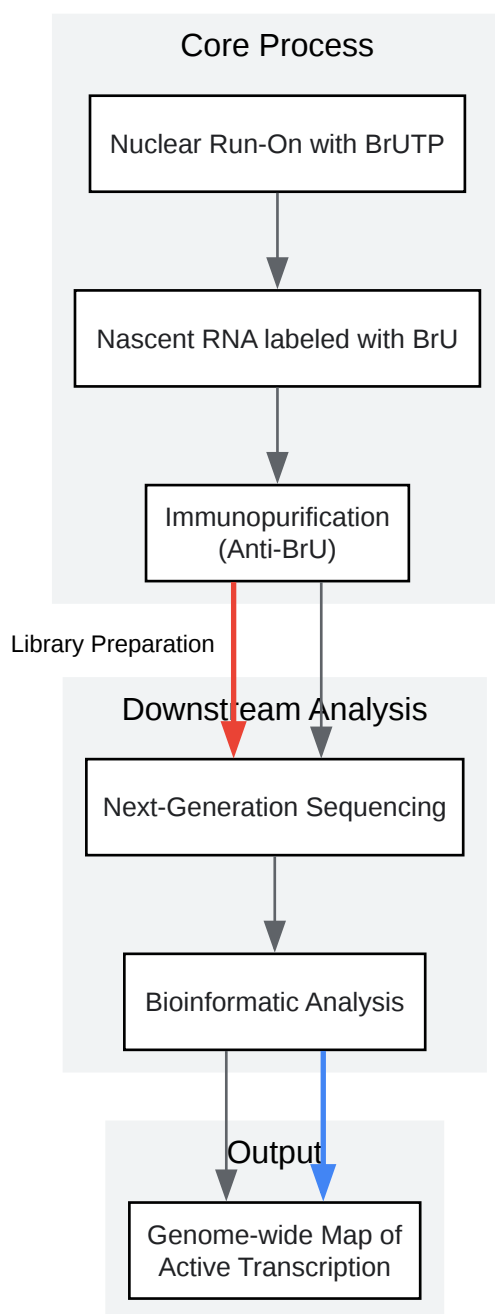 Core Process
Nuclear Run-On with BrUTP
Nascent RNA labeled with BrU
Immunopurification
(Anti-BrU)
Library Preparation
Downstream Analysis
Next-Generation Sequencing
Bioinformatic Analysis
Output
Genome-wide Map of
Active Transcription